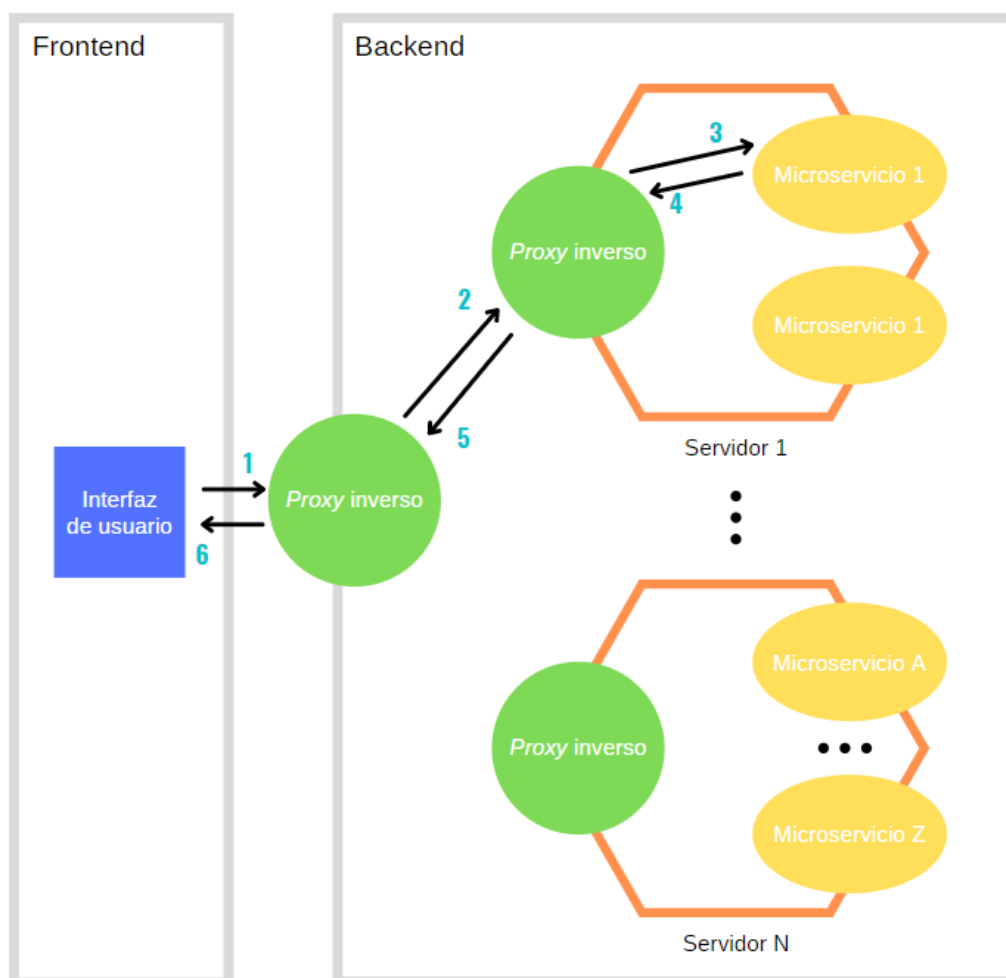 Frontend
Backend
3
Microservicio 1
4
Proxy inverso
2
Microservicio 1
5
Servidor 1
1
Interfaz
de usuario
Proxy inverso
6
Microservicio A
Proxy inverso
Microservicio Z
Servidor N